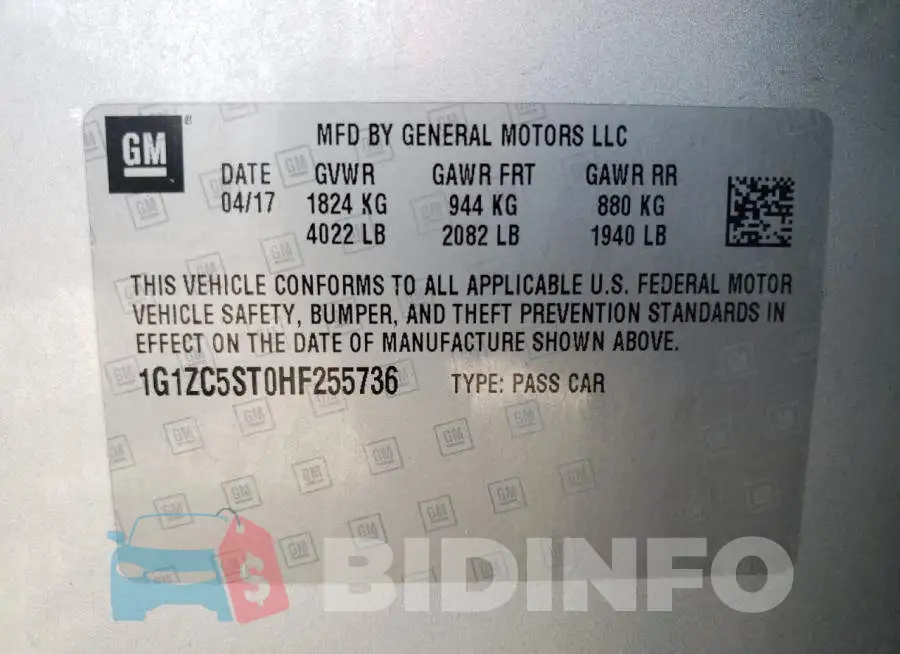 GM
MFD BY GENERAL MOTORS LLC
DATE GVWR GAWR FRT GAWR RR
04/17 1824 KG 944 KG 880 KG
4022 LB 2082 LB 1940 LB
THIS VEHICLE CONFORMS TO ALL APPLICABLE U.S. FEDERAL MOTOR
VEHICLE SAFETY, BUMPER, AND THEFT PREVENTION STANDARDS IN
EFFECT ON THE DATE OF MANUFACTURE SHOWN ABOVE.
1G1ZC5ST0HF255736 TYPE: PASS CAR
$ BIDINFO